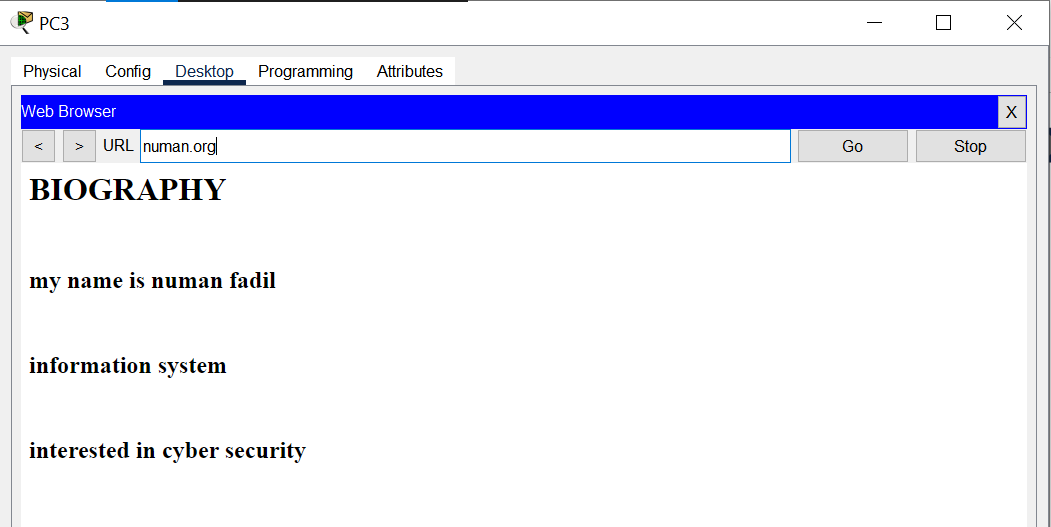 PC3
Physical Config Desktop Programming Attributes
Web Browser X
< > URL numan.org Go Stop
BIOGRAPHY
my name is numan fadil
information system
interested in cyber security